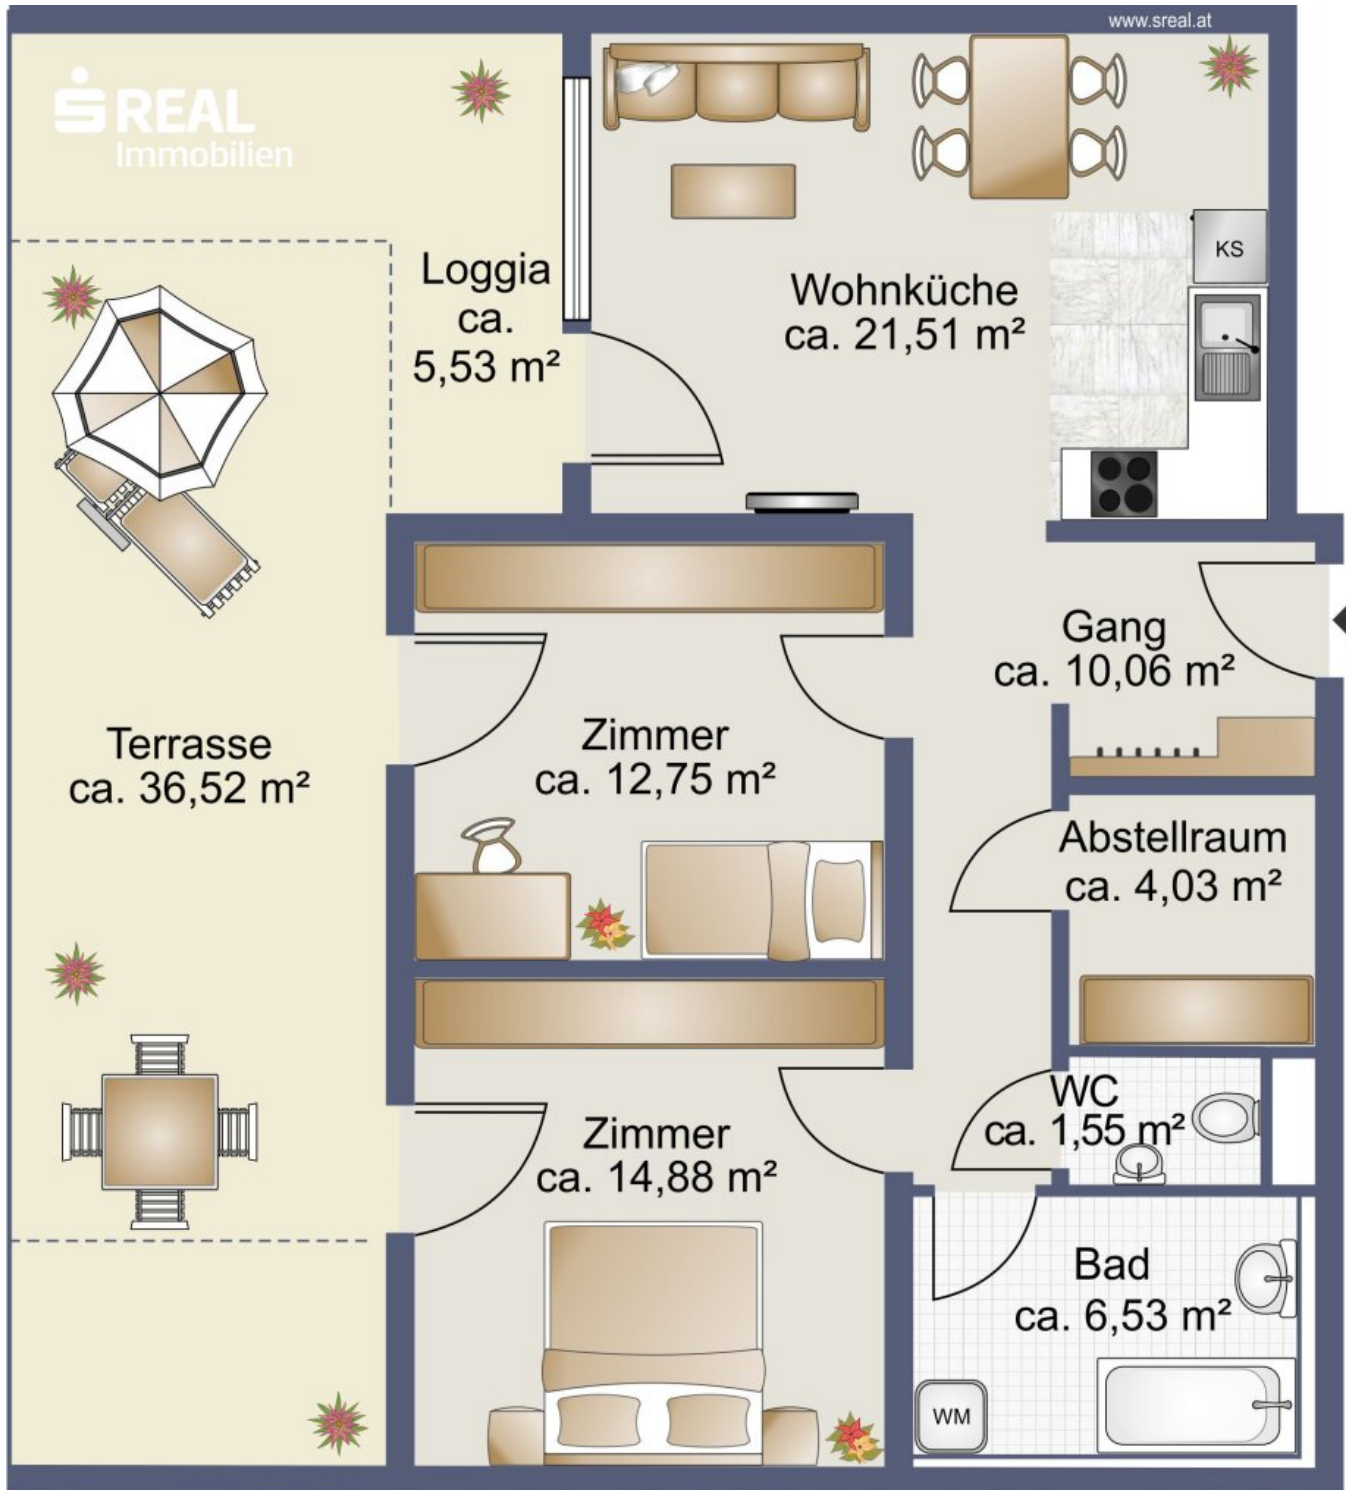 www.sreal.at
S REAL
Immobilien
Loggia
ca.
5,53 m²
Wohnküche
ca. 21,51 m²
KS
Gang
ca. 10,06 m²
Terrasse
ca. 36,52 m²
Zimmer
ca. 12,75 m²
Abstellraum
ca. 4,03 m²
WC
ca. 1,55 m²
Zimmer
ca. 14,88 m²
Bad
ca. 6,53 m²
WM